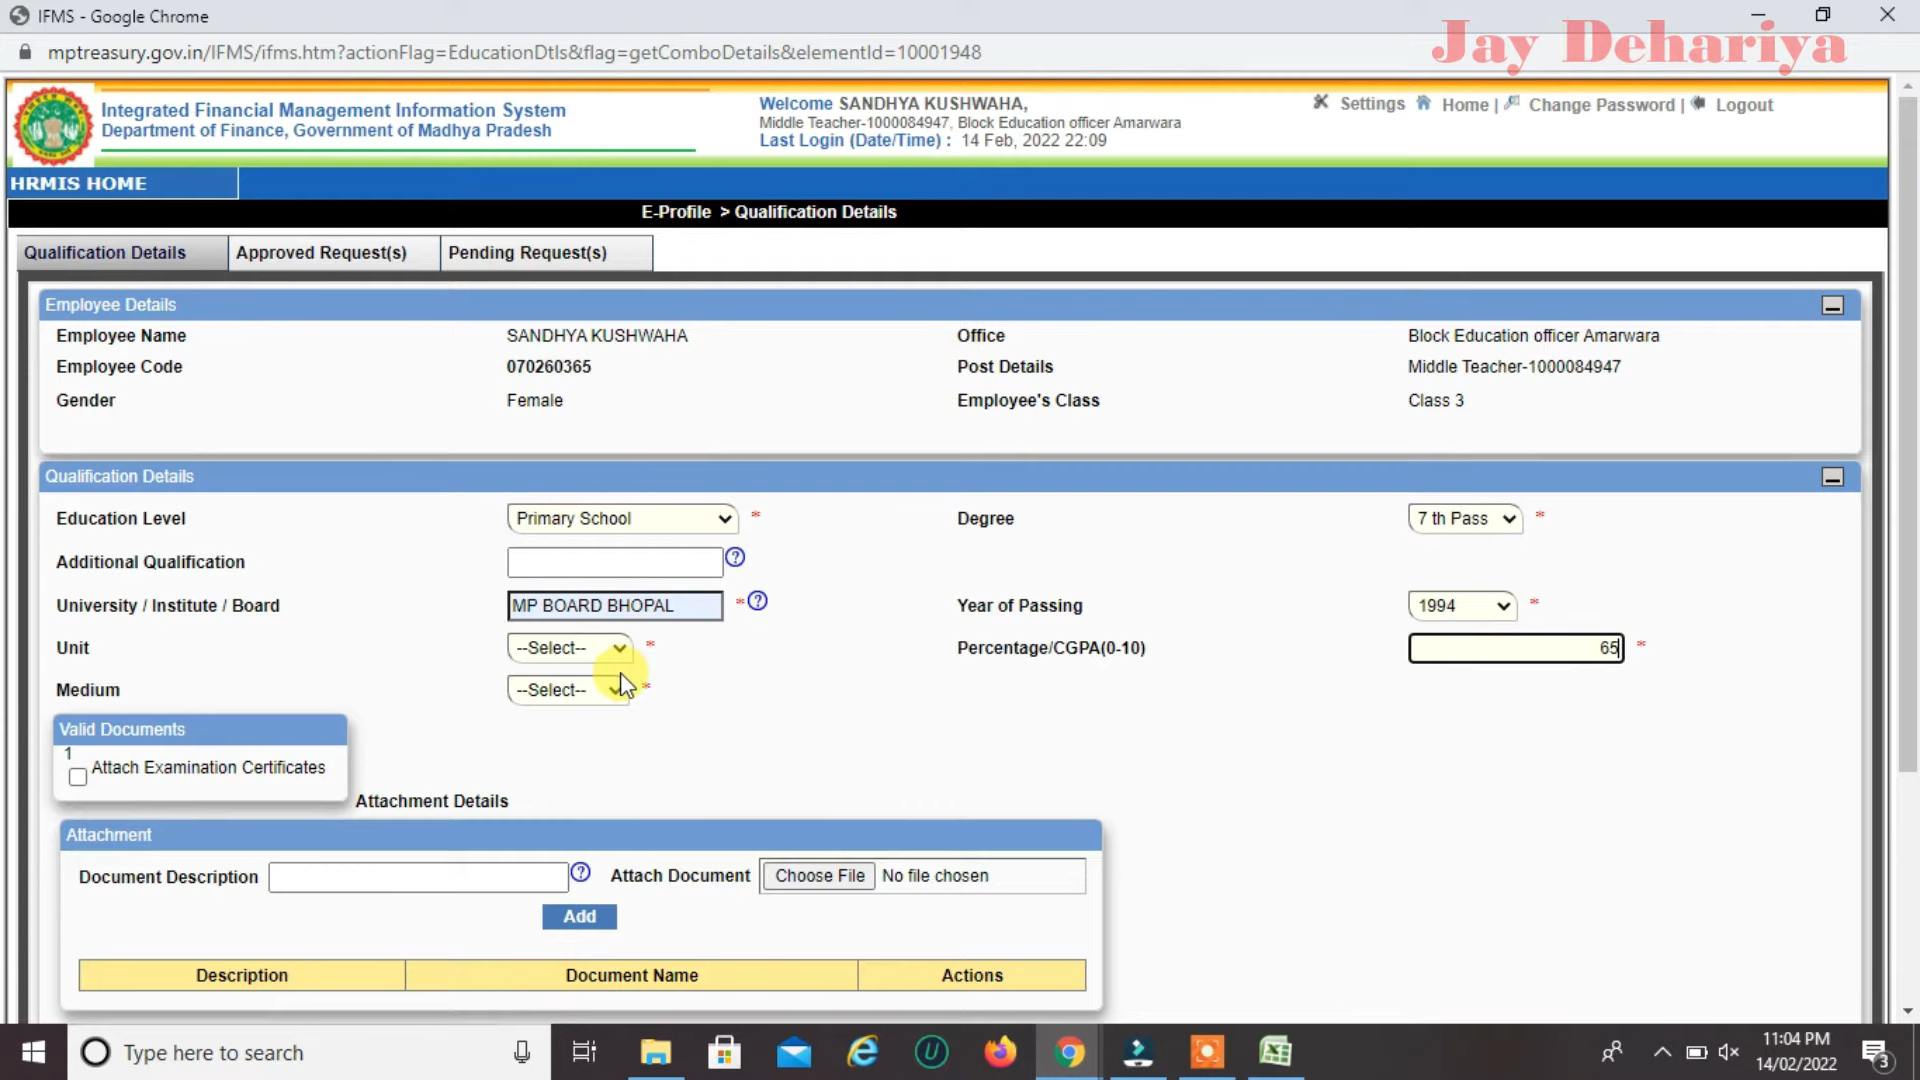 IFMS - Google Chrome
Jay Dehariya
mptreasury.gov.in/IFMS/ifms.htm?actionFlag=EducationDtls&flag=getComboDetails&elementId=10001948
Integrated Financial Management Information System
Department of Finance, Government of Madhya Pradesh
Welcome SANDHYA KUSHWAHA,
Middle Teacher-1000084947, Block Education officer Amarwara
Last Login (Date/Time) : 14 Feb, 2022 22:09
Settings Home | Change Password | Logout
HRMIS HOME
E-Profile > Qualification Details
Qualification Details Approved Request(s) Pending Request(s)
Employee Details
Employee Name SANDHYA KUSHWAHA Office Block Education officer Amarwara
Employee Code 070260365 Post Details Middle Teacher-1000084947
Gender Female Employee's Class Class 3
Qualification Details
Education Level Primary School * Degree 7 th Pass *
Additional Qualification ?
University / Institute / Board MP BOARD BHOPAL * ? Year of Passing 1994 *
Unit --Select-- * Percentage/CGPA(0-10) 65 *
Medium --Select-- *
Valid Documents
1
Attach Examination Certificates
Attachment Details
Attachment
Document Description ? Attach Document Choose File No file chosen
Add
Description Document Name Actions
Type here to search
11:04 PM
14/02/2022
3